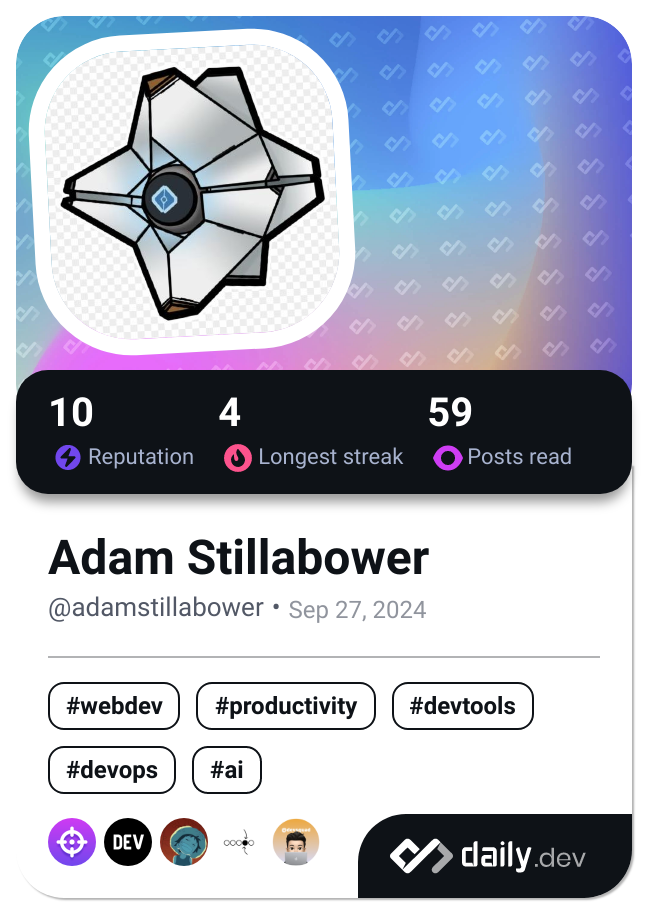 10 4 59
Reputation Longest streak Posts read
Adam Stillabower
@adamstillabower • Sep 27, 2024
#webdev #productivity #devtools
#devops #ai
DEV
daily.dev